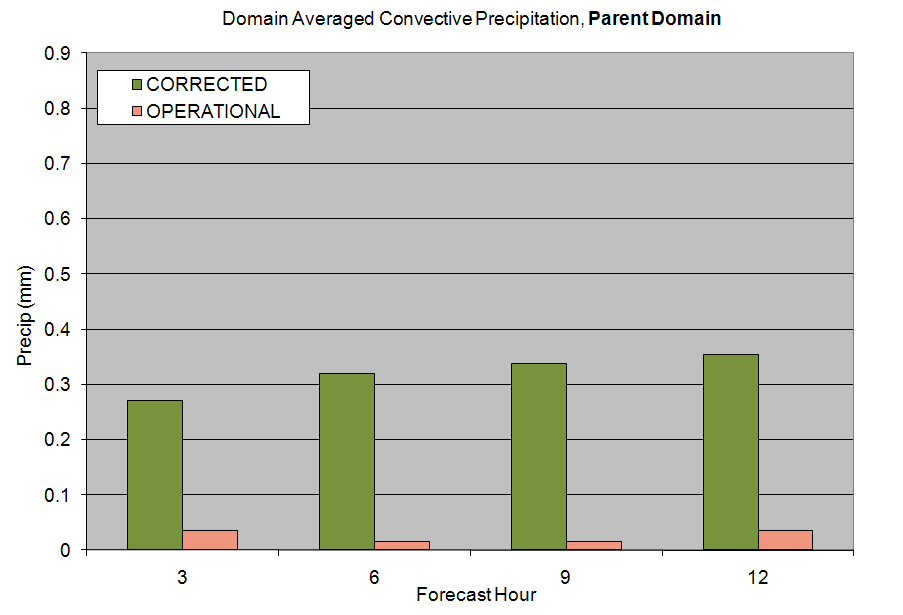 Domain Averaged Convective Precipitation, Parent Domain
0.9
CORRECTED
0.8
OPERATIONAL
0.7
0.6
0.5
Precip (mm)
0.4
0.3
0.2
0.1
0
3 6 9 12
Forecast Hour